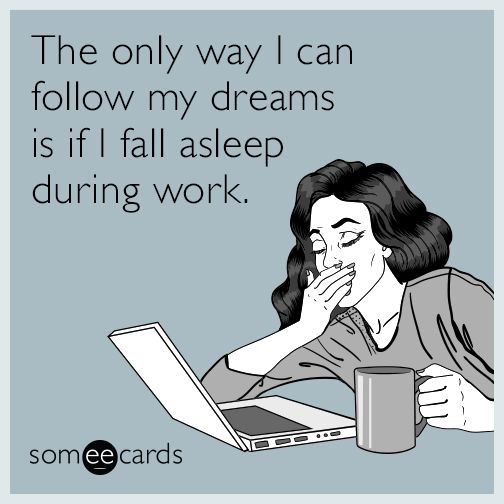 The only way I can
follow my dreams
is if I fall asleep
during work.
someecards